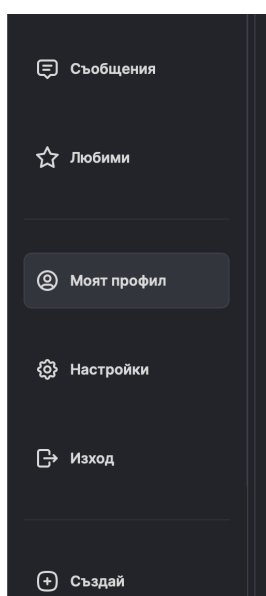 Съобщения
Любими
Моят профил
Настройки
Изход
Създай